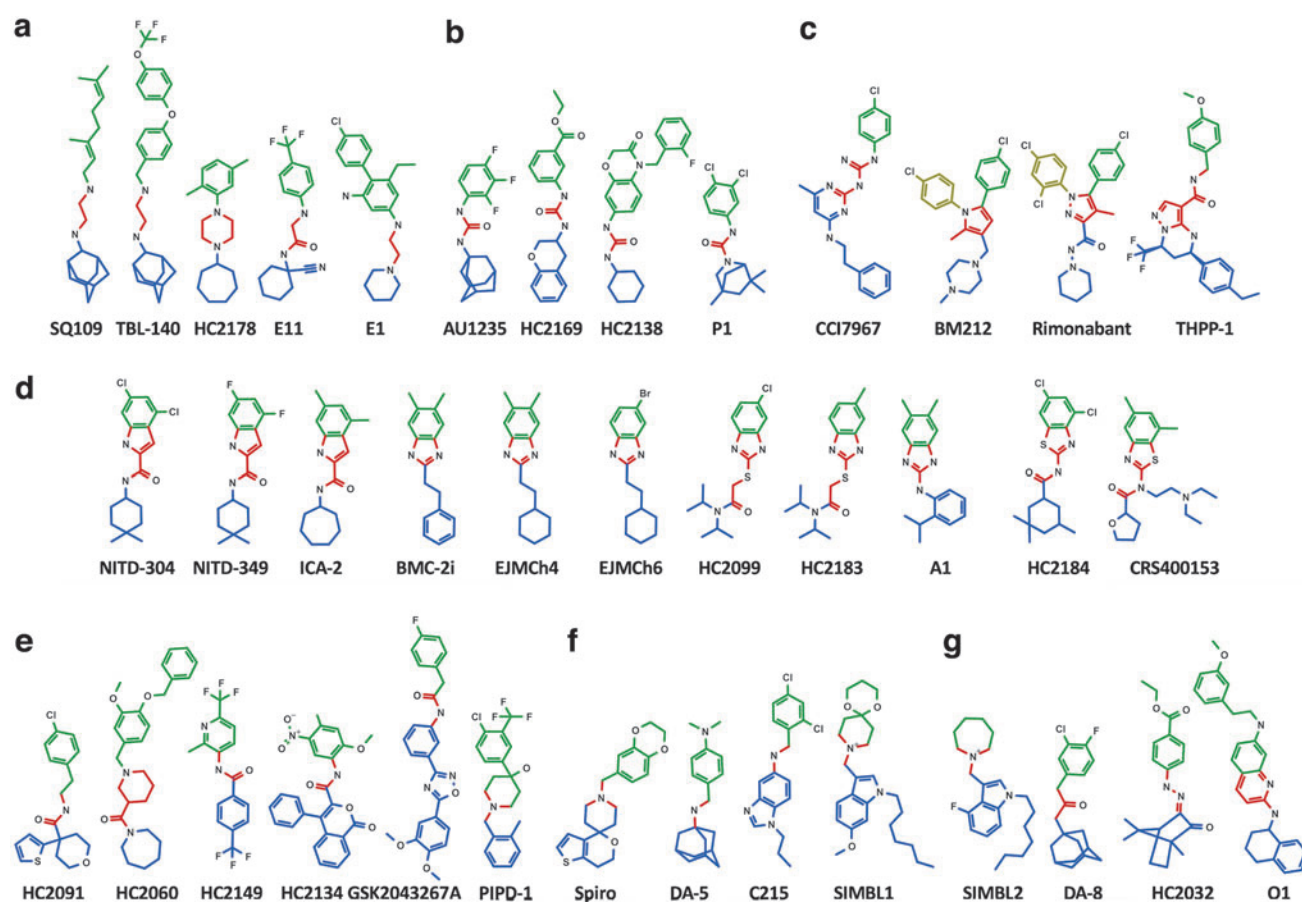 a
b
c
SQ109 TBL-140 HC2178 E11 E1 AU1235 HC2169 HC2138 P1 CCI7967 BM212 Rimonabant THPP-1
d
NITD-304 NITD-349 ICA-2 BMC-2i EJMCh4 EJMCh6 HC2099 HC2183 A1 HC2184 CRS400153
e
f
g
HC2091 HC2060 HC2149 HC2134 GSK2043267A PIPD-1 Spiro DA-5 C215 SIMBL1 SIMBL2 DA-8 HC2032 O1